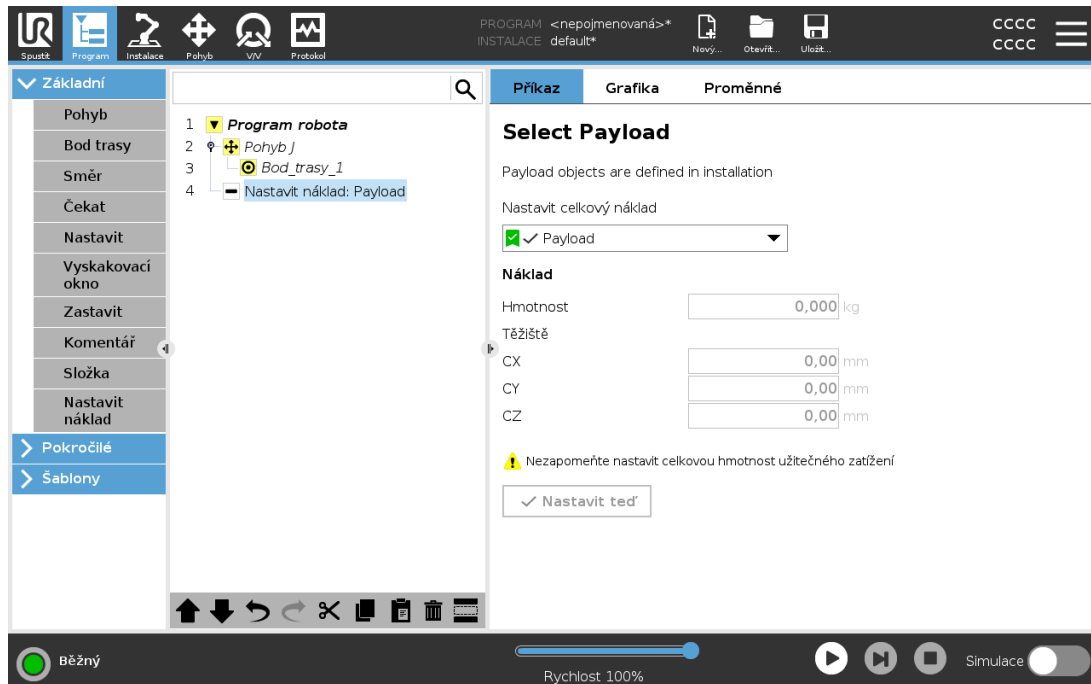 UR
Spustit
Program
Instalace
Pohyb
V/V
Protokol
PROGRAM <nepojmenovaná>*
INSTALACE default*
Nový...
Otevřít...
Uložit...
CCCC
CCCC
Základní
Pohyb
Bod trasy
Směr
Čekat
Nastavit
Vyskakovací
okno
Zastavit
Komentář
Složka
Nastavit
náklad
Pokročilé
Šablony
1 Program robota
2 Pohyb J
3 Bod_trasy_1
4 Nastavit náklad: Payload
Příkaz Grafika Proměnné
Select Payload
Payload objects are defined in installation
Nastavit celkový náklad
Payload
Náklad
Hmotnost 0,000 kg
Těžiště
CX 0,00 mm
CY 0,00 mm
CZ 0,00 mm
Nezapomeňte nastavit celkovou hmotnost užitečného zatížení
Nastavit teď
Běžný
Rychlost 100%
Simulace